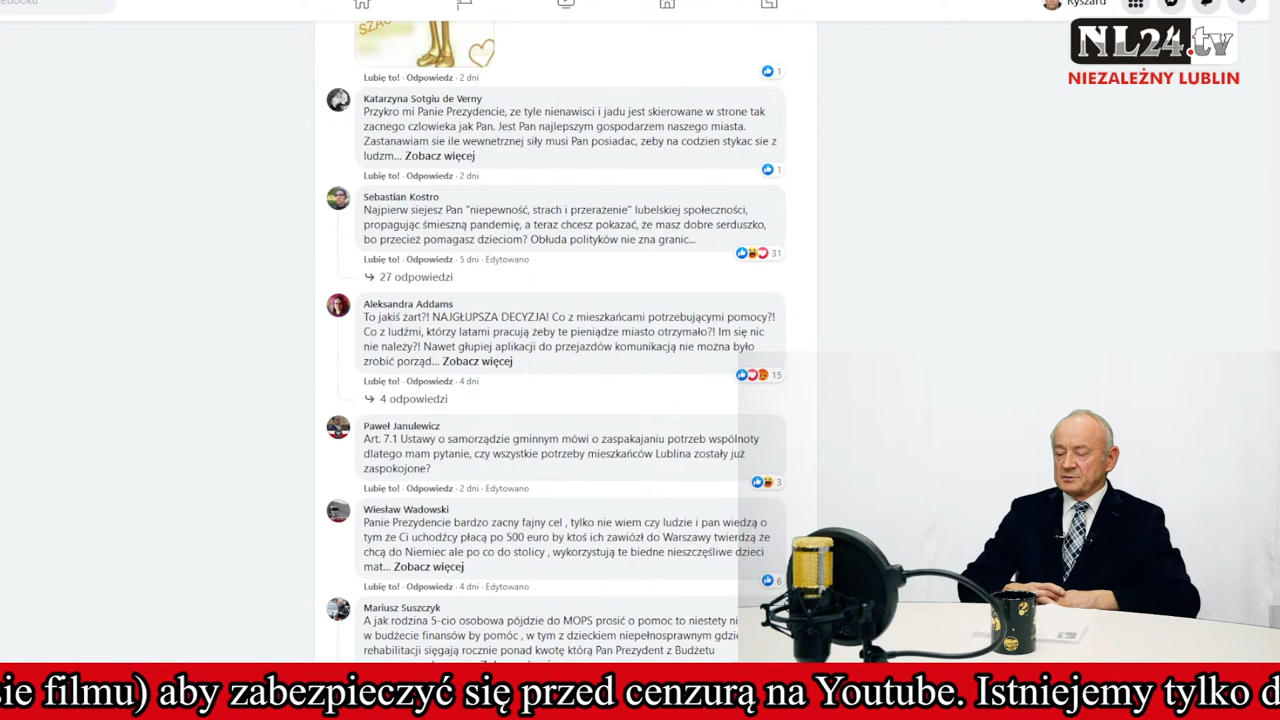 Ryszard
NL24.tv
NIEZALEŻNY LUBLIN
Lubię to! · Odpowiedz · 2 dni
1
Katarzyna Sotgiu de Verny
Przykro mi Panie Prezydencie, ze tyle nienawisci i jadu jest skierowane w strone tak
zacnego człowieka jak Pan. Jest Pan najlepszym gospodarzem naszego miasta.
Zastanawiam sie ile wewnetrznej siły musi Pan posiadac, zeby na codzien stykac sie z
ludzm... Zobacz więcej
1
Lubię to! · Odpowiedz · 2 dni
Sebastian Kostro
Najpierw siejesz Pan "niepewność, strach i przerażenie" lubelskiej społeczności,
propagując śmieszną pandemię, a teraz chcesz pokazać, że masz dobre serduszko,
bo przecież pomagasz dzieciom? Obłuda polityków nie zna granic...
31
Lubię to! · Odpowiedz · 5 dni · Edytowano
27 odpowiedzi
Aleksandra Addams
To jakiś żart?! NAJGŁUPSZA DECYZJA! Co z mieszkańcami potrzebującymi pomocy?!
Co z ludźmi, którzy latami pracują żeby te pieniądze miasto otrzymało?! Im się nic
nie należy?! Nawet głupiej aplikacji do przejazdów komunikacją nie można było
zrobić porząd... Zobacz więcej
15
Lubię to! · Odpowiedz · 4 dni
4 odpowiedzi
Paweł Janulewicz
Art. 7.1 Ustawy o samorządzie gminnym mówi o zaspakajaniu potrzeb wspólnoty
dlatego mam pytanie, czy wszystkie potrzeby mieszkańców Lublina zostały już
zaspokojone?
3
Lubię to! · Odpowiedz · 2 dni · Edytowano
Wiesław Wadowski
Panie Prezydencie bardzo zacny fajny cel , tylko nie wiem czy ludzie i pan wiedzą o
tym że Ci uchodźcy płacą po 500 euro by ktoś ich zawiózł do Warszawy twierdzą że
chcą do Niemiec ale po co do stolicy , wykorzystują te biedne nieszczęśliwe dzieci
mat... Zobacz więcej
6
Lubię to! · Odpowiedz · 4 dni · Edytowano
Mariusz Suszczyk
A jak rodzina 5-cio osobowa pójdzie do MOPS prosić o pomoc to niestety ni
w budżecie finansów by pomóc , w tym z dzieckiem niepełnosprawnym gdzi
rehabilitacji sięgają rocznie ponad kwotę którą Pan Prezydent z Budżetu
sie filmu) aby zabezpieczyć się przed cenzurą na Youtube. Istniejemy tylko d